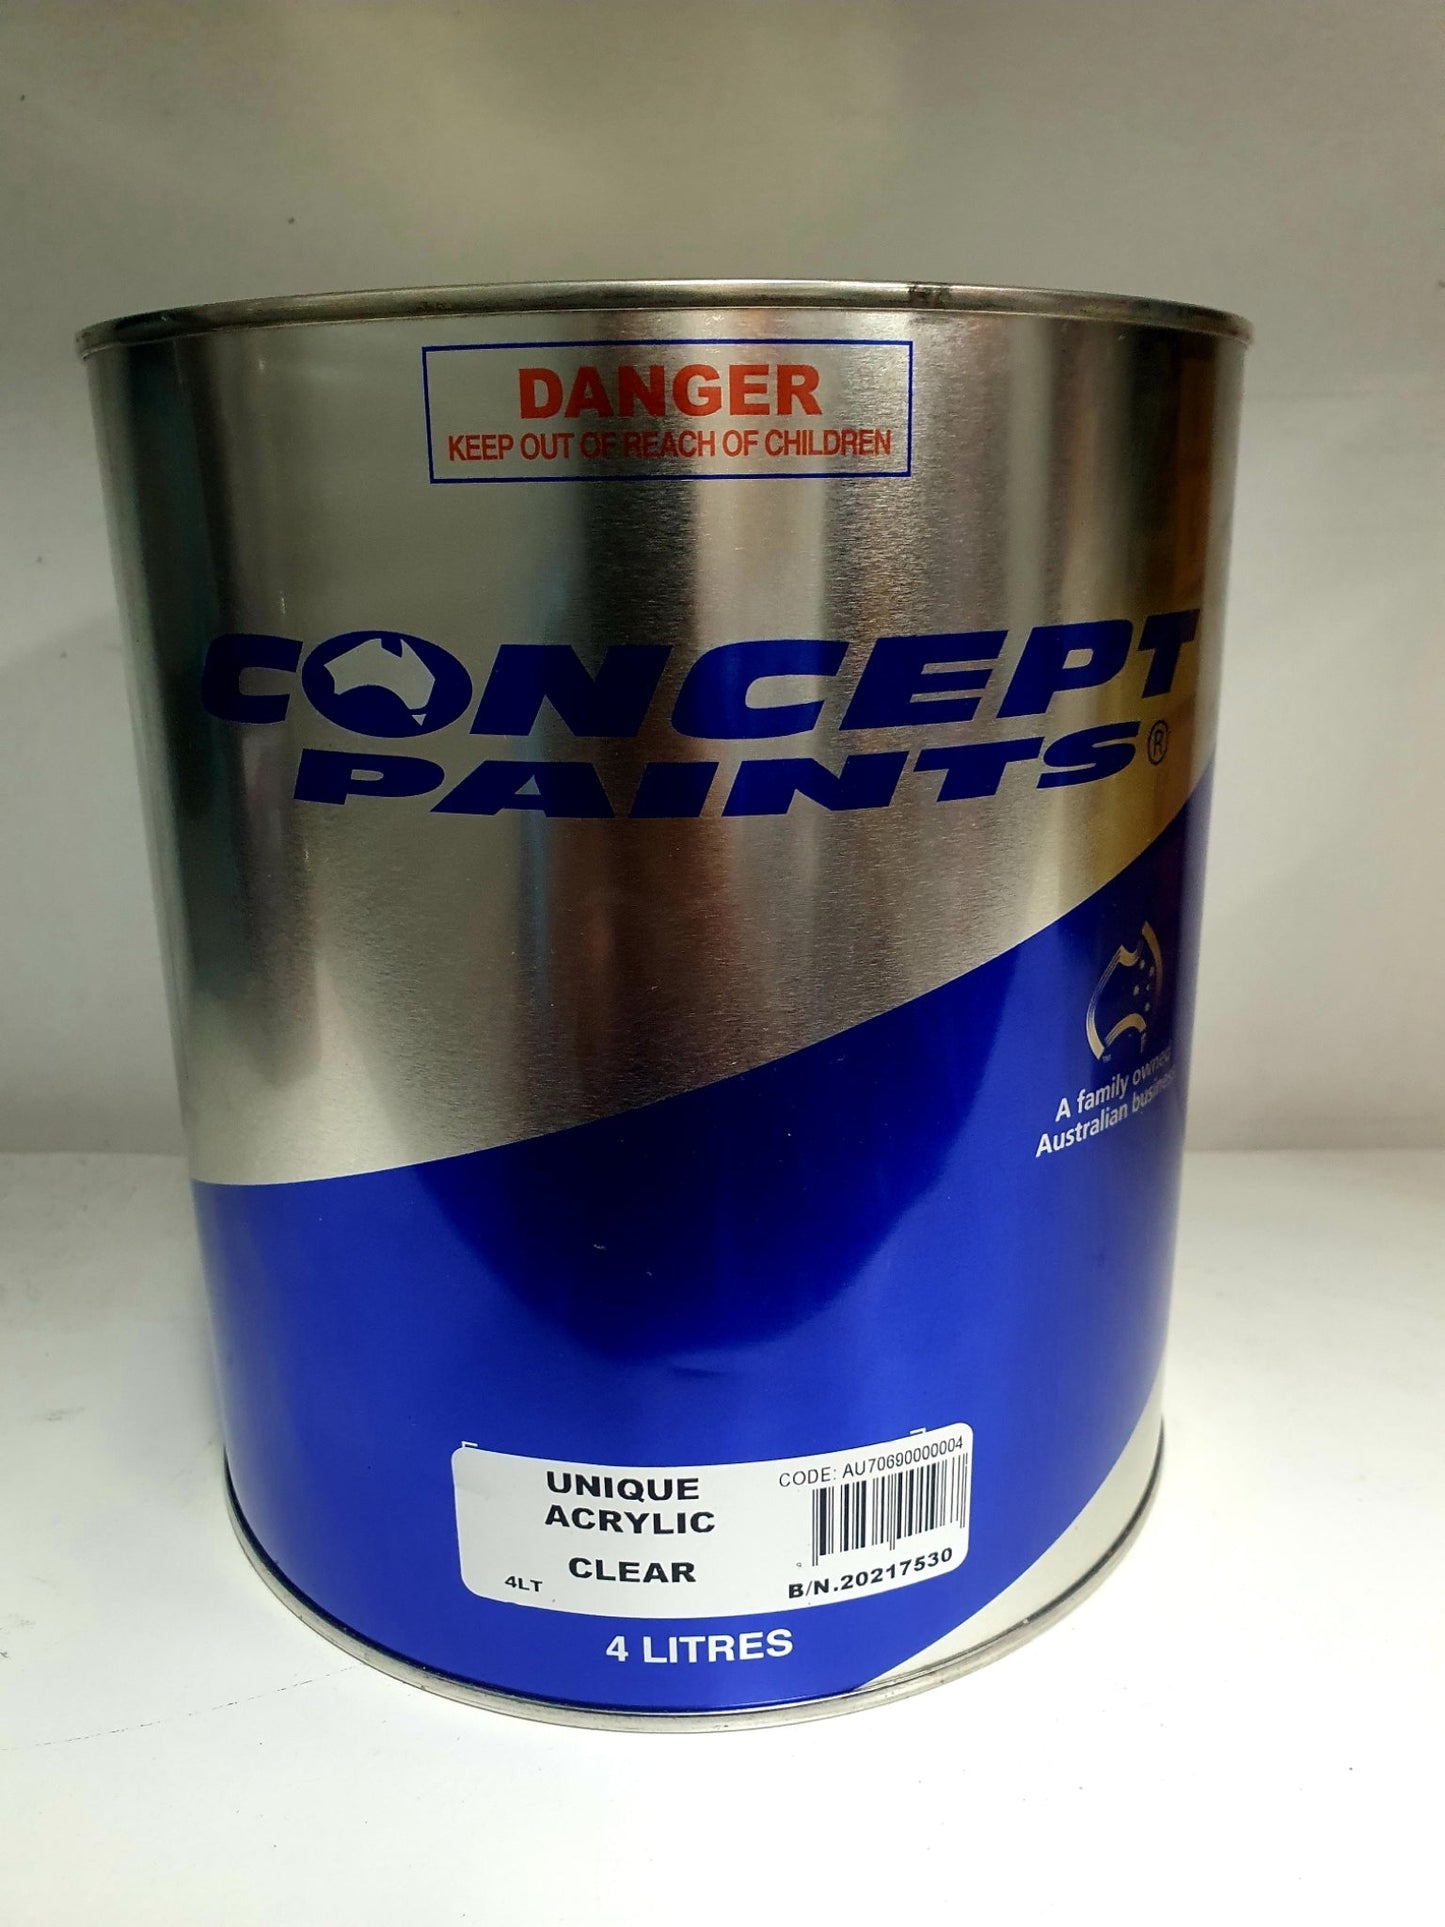 DANGER
KEEP OUT OF REACH OF CHILDREN
CONCEPT
PAINTS®
A family owned
Australian business
UNIQUE
ACRYLIC
CLEAR
4LT
CODE: AU70690000004
B/N.20217530
4 LITRES